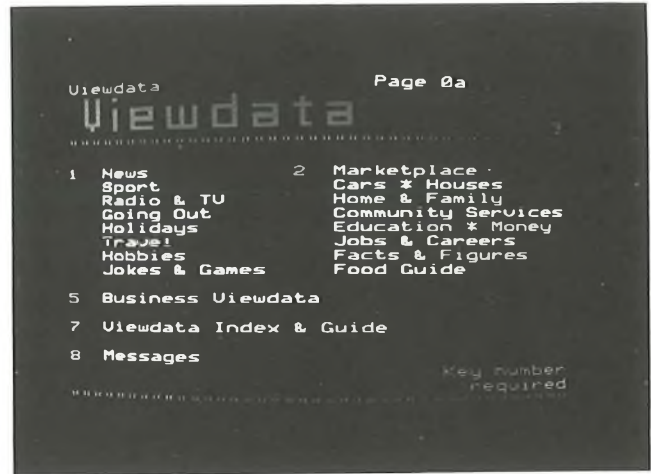 Viewdata Page 0a
Viewdata
1 News
Sport
Radio & TV
Going Out
Holidays
Travel
Hobbies
Jokes & Games
2 Marketplace
Cars * Houses
Home & Family
Community Services
Education * Money
Jobs & Careers
Facts & Figures
Food Guide
5 Business Viewdata
7 Viewdata Index & Guide
8 Messages
Key number
required